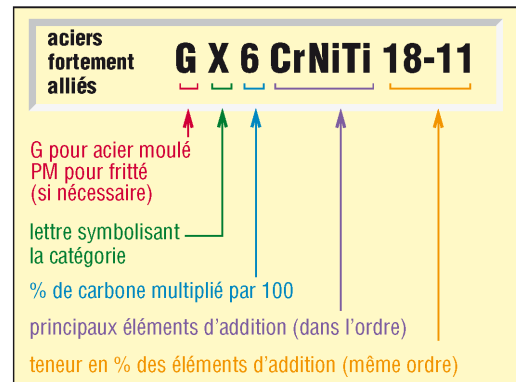 aciers
fortement
alliés
G X 6 CrNiTi 18-11
G pour acier moulé
PM pour fritté
(si nécessaire)
lettre symbolisant
la catégorie
% de carbone multiplié par 100
principaux éléments d'addition (dans l'ordre)
teneur en % des éléments d'addition (même ordre)